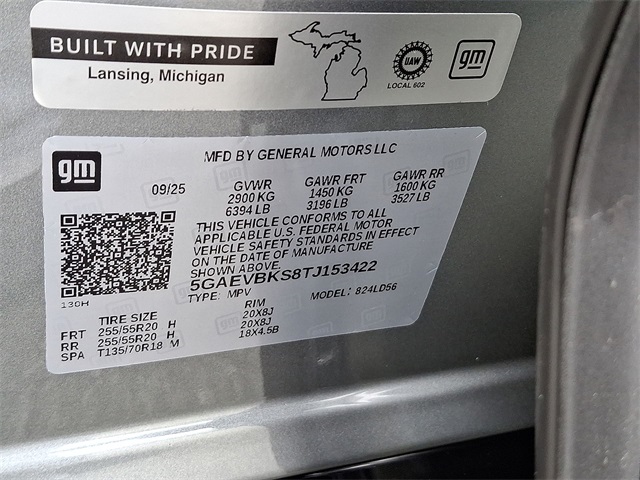 BUILT WITH PRIDE
Lansing, Michigan
UAW
LOCAL 602
gm
gm
MFD BY GENERAL MOTORS LLC
09/25 GVWR GAWR FRT GAWR RR
2900 KG 1450 KG 1600 KG
6394 LB 3196 LB 3527 LB
THIS VEHICLE CONFORMS TO ALL
APPLICABLE U.S. FEDERAL MOTOR
VEHICLE SAFETY STANDARDS IN EFFECT
ON THE DATE OF MANUFACTURE
SHOWN ABOVE.
5GAEVBKS8TJ153422
TYPE: MPV MODEL: 824LD56
130H
TIRE SIZE RIM
FRT 255/55R20 H 20X8J
RR 255/55R20 H 20X8J
SPA T135/70R18 M 18X4.5B